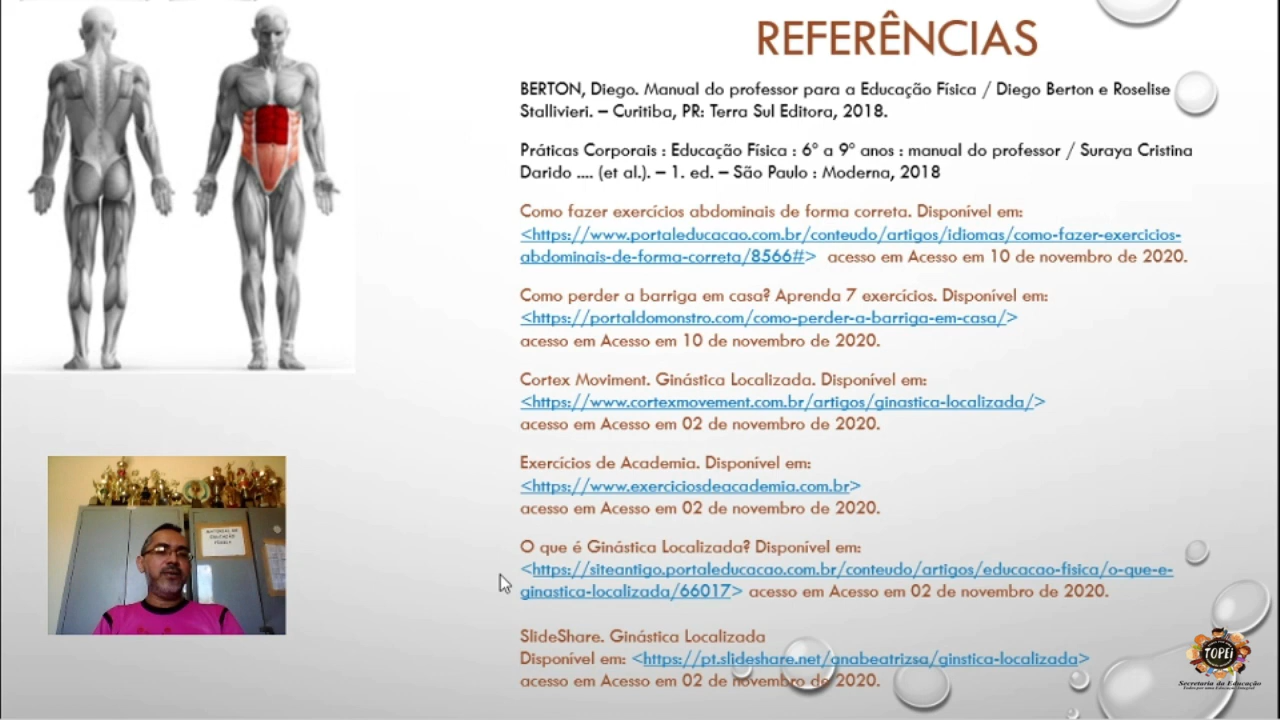 REFERÊNCIAS
BERTON, Diego. Manual do professor para a Educação Física / Diego Berton e Roselise
Stallivieri. – Curitiba, PR: Terra Sul Editora, 2018.
Práticas Corporais : Educação Física : 6º a 9º anos : manual do professor / Suraya Cristina
Darido .... (et al.). – 1. ed. – São Paulo : Moderna, 2018
Como fazer exercícios abdominais de forma correta. Disponível em:
<https://www.portaleducacao.com.br/conteudo/artigos/idiomas/como-fazer-exercicios-
abdominais-de-forma-correta/8566#> acesso em Acesso em 10 de novembro de 2020.
Como perder a barriga em casa? Aprenda 7 exercícios. Disponível em:
<https://portaldomonstro.com/como-perder-a-barriga-em-casa/>
acesso em Acesso em 10 de novembro de 2020.
Cortex Moviment. Ginástica Localizada. Disponível em:
<https://www.cortexmovement.com.br/artigos/ginastica-localizada/>
acesso em Acesso em 02 de novembro de 2020.
Exercícios de Academia. Disponível em:
<https://www.exerciciosdeacademia.com.br>
acesso em Acesso em 02 de novembro de 2020.
O que é Ginástica Localizada? Disponível em:
<https://siteantigo.portaleducacao.com.br/conteudo/artigos/educacao-fisica/o-que-e-
ginastica-localizada/66017> acesso em Acesso em 02 de novembro de 2020.
SlideShare. Ginástica Localizada
Disponível em: <https://pt.slideshare.net/anabeatrizsa/ginstica-localizada>
acesso em Acesso em 02 de novembro de 2020.
MATERIAL DE
EDUCAÇÃO
FÍSICA
TOPEi
Secretaria da Educação